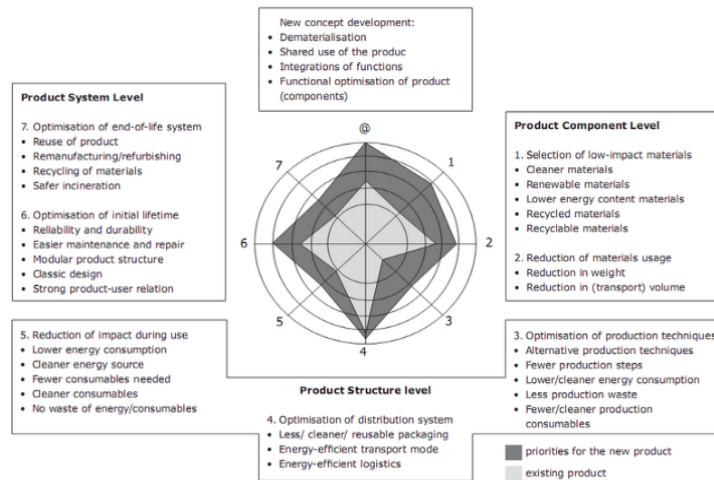 New concept development:
• Dematerialisation
• Shared use of the produc
• Integrations of functions
• Functional optimisation of product
(components)
Product System Level
7. Optimisation of end-of-life system
• Reuse of product
• Remanufacturing/refurbishing
• Recycling of materials
• Safer incineration
6. Optimisation of initial lifetime
• Reliability and durability
• Easier maintenance and repair
• Modular product structure
• Classic design
• Strong product-user relation
@
1
2
3
4
5
6
7
Product Component Level
1. Selection of low-impact materials
• Cleaner materials
• Renewable materials
• Lower energy content materials
• Recycled materials
• Recyclable materials
2. Reduction of materials usage
• Reduction in weight
• Reduction in (transport) volume
5. Reduction of impact during use
• Lower energy consumption
• Cleaner energy source
• Fewer consumables needed
• Cleaner consumables
• No waste of energy/consumables
Product Structure level
4. Optimisation of distribution system
• Less/ cleaner/ reusable packaging
• Energy-efficient transport mode
• Energy-efficient logistics
3. Optimisation of production techniques
• Alternative production techniques
• Fewer production steps
• Lower/cleaner energy consumption
• Less production waste
• Fewer/cleaner production
consumables
priorities for the new product
existing product